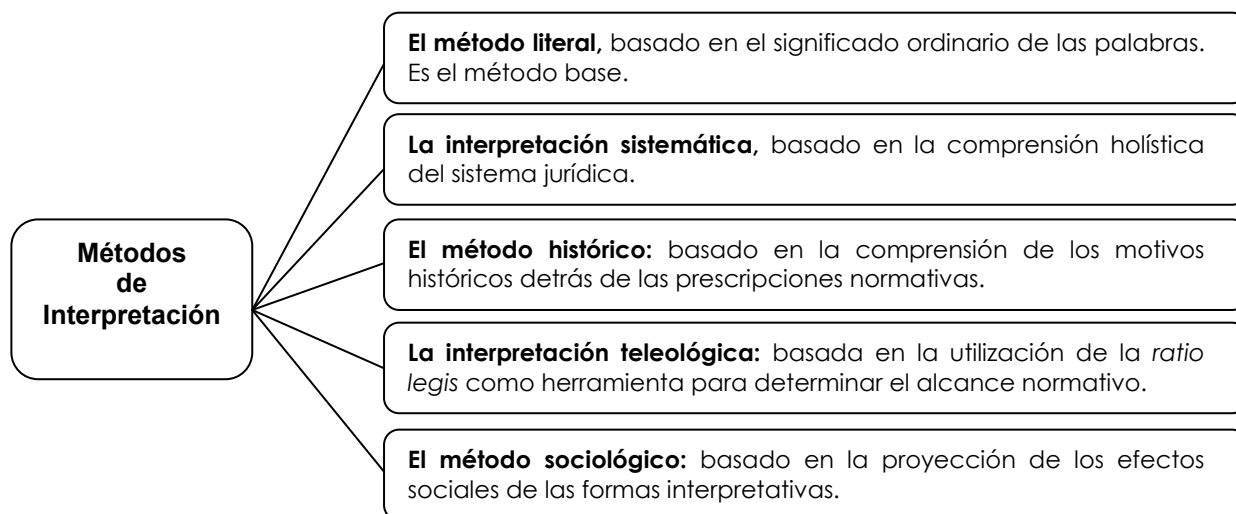 El método literal, basado en el significado ordinario de las palabras.
Es el método base.
La interpretación sistemática, basado en la comprensión holística
del sistema jurídica.
Métodos
de
Interpretación
El método histórico: basado en la comprensión de los motivos
históricos detrás de las prescripciones normativas.
La interpretación teleológica: basada en la utilización de la ratio
legis como herramienta para determinar el alcance normativo.
El método sociológico: basado en la proyección de los efectos
sociales de las formas interpretativas.